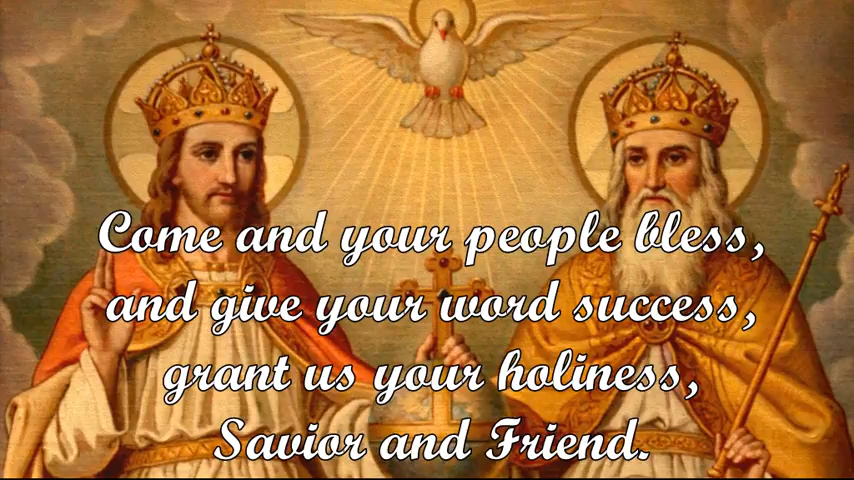 Come and your people bless,
and give your word success,
grant us your holiness,
Savior and Friend.